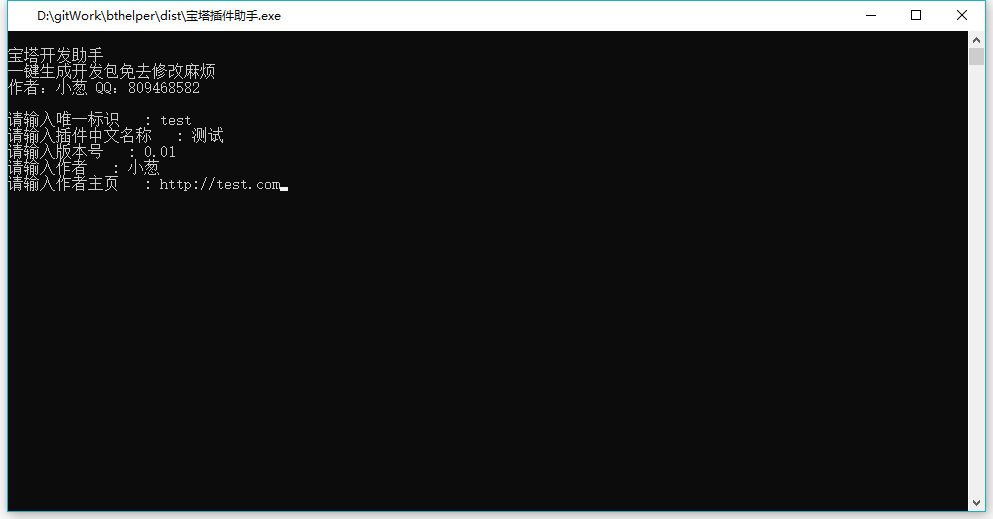 D:\gitWork\bthelper\dist\宝塔插件助手.exe
宝塔开发助手
一键生成开发包免去修改麻烦
作者：小葱 QQ：809468582
请输入唯一标识 : test
请输入插件中文名称 : 测试
请输入版本号 : 0.01
请输入作者 : 小葱
请输入作者主页 : http://test.com